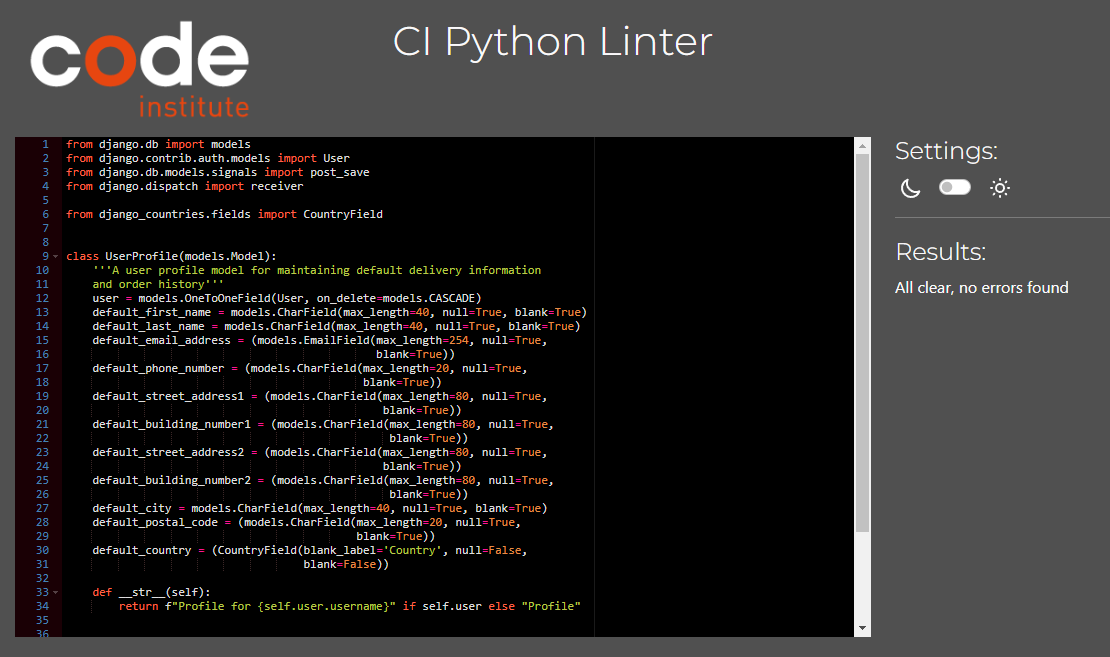 code
institute
CI Python Linter
1 from django.db import models
2 from django.contrib.auth.models import User
3 from django.db.models.signals import post_save
4 from django.dispatch import receiver
5
6 from django_countries.fields import CountryField
7
8
9 class UserProfile(models.Model):
10     '''A user profile model for maintaining default delivery information
11     and order history'''
12     user = models.OneToOneField(User, on_delete=models.CASCADE)
13     default_first_name = models.CharField(max_length=40, null=True, blank=True)
14     default_last_name = models.CharField(max_length=40, null=True, blank=True)
15     default_email_address = (models.EmailField(max_length=254, null=True,
16                                                blank=True))
17     default_phone_number = (models.CharField(max_length=20, null=True,
18                                              blank=True))
19     default_street_address1 = (models.CharField(max_length=80, null=True,
20                                                 blank=True))
21     default_building_number1 = (models.CharField(max_length=80, null=True,
22                                                  blank=True))
23     default_street_address2 = (models.CharField(max_length=80, null=True,
24                                                 blank=True))
25     default_building_number2 = (models.CharField(max_length=80, null=True,
26                                                  blank=True))
27     default_city = models.CharField(max_length=40, null=True, blank=True)
28     default_postal_code = (models.CharField(max_length=20, null=True,
29                                             blank=True))
30     default_country = (CountryField(blank_label='Country', null=False,
31                                     blank=False))
32
33     def __str__(self):
34         return f"Profile for {self.user.username}" if self.user else "Profile"
35
36
Settings:
Results:
All clear, no errors found